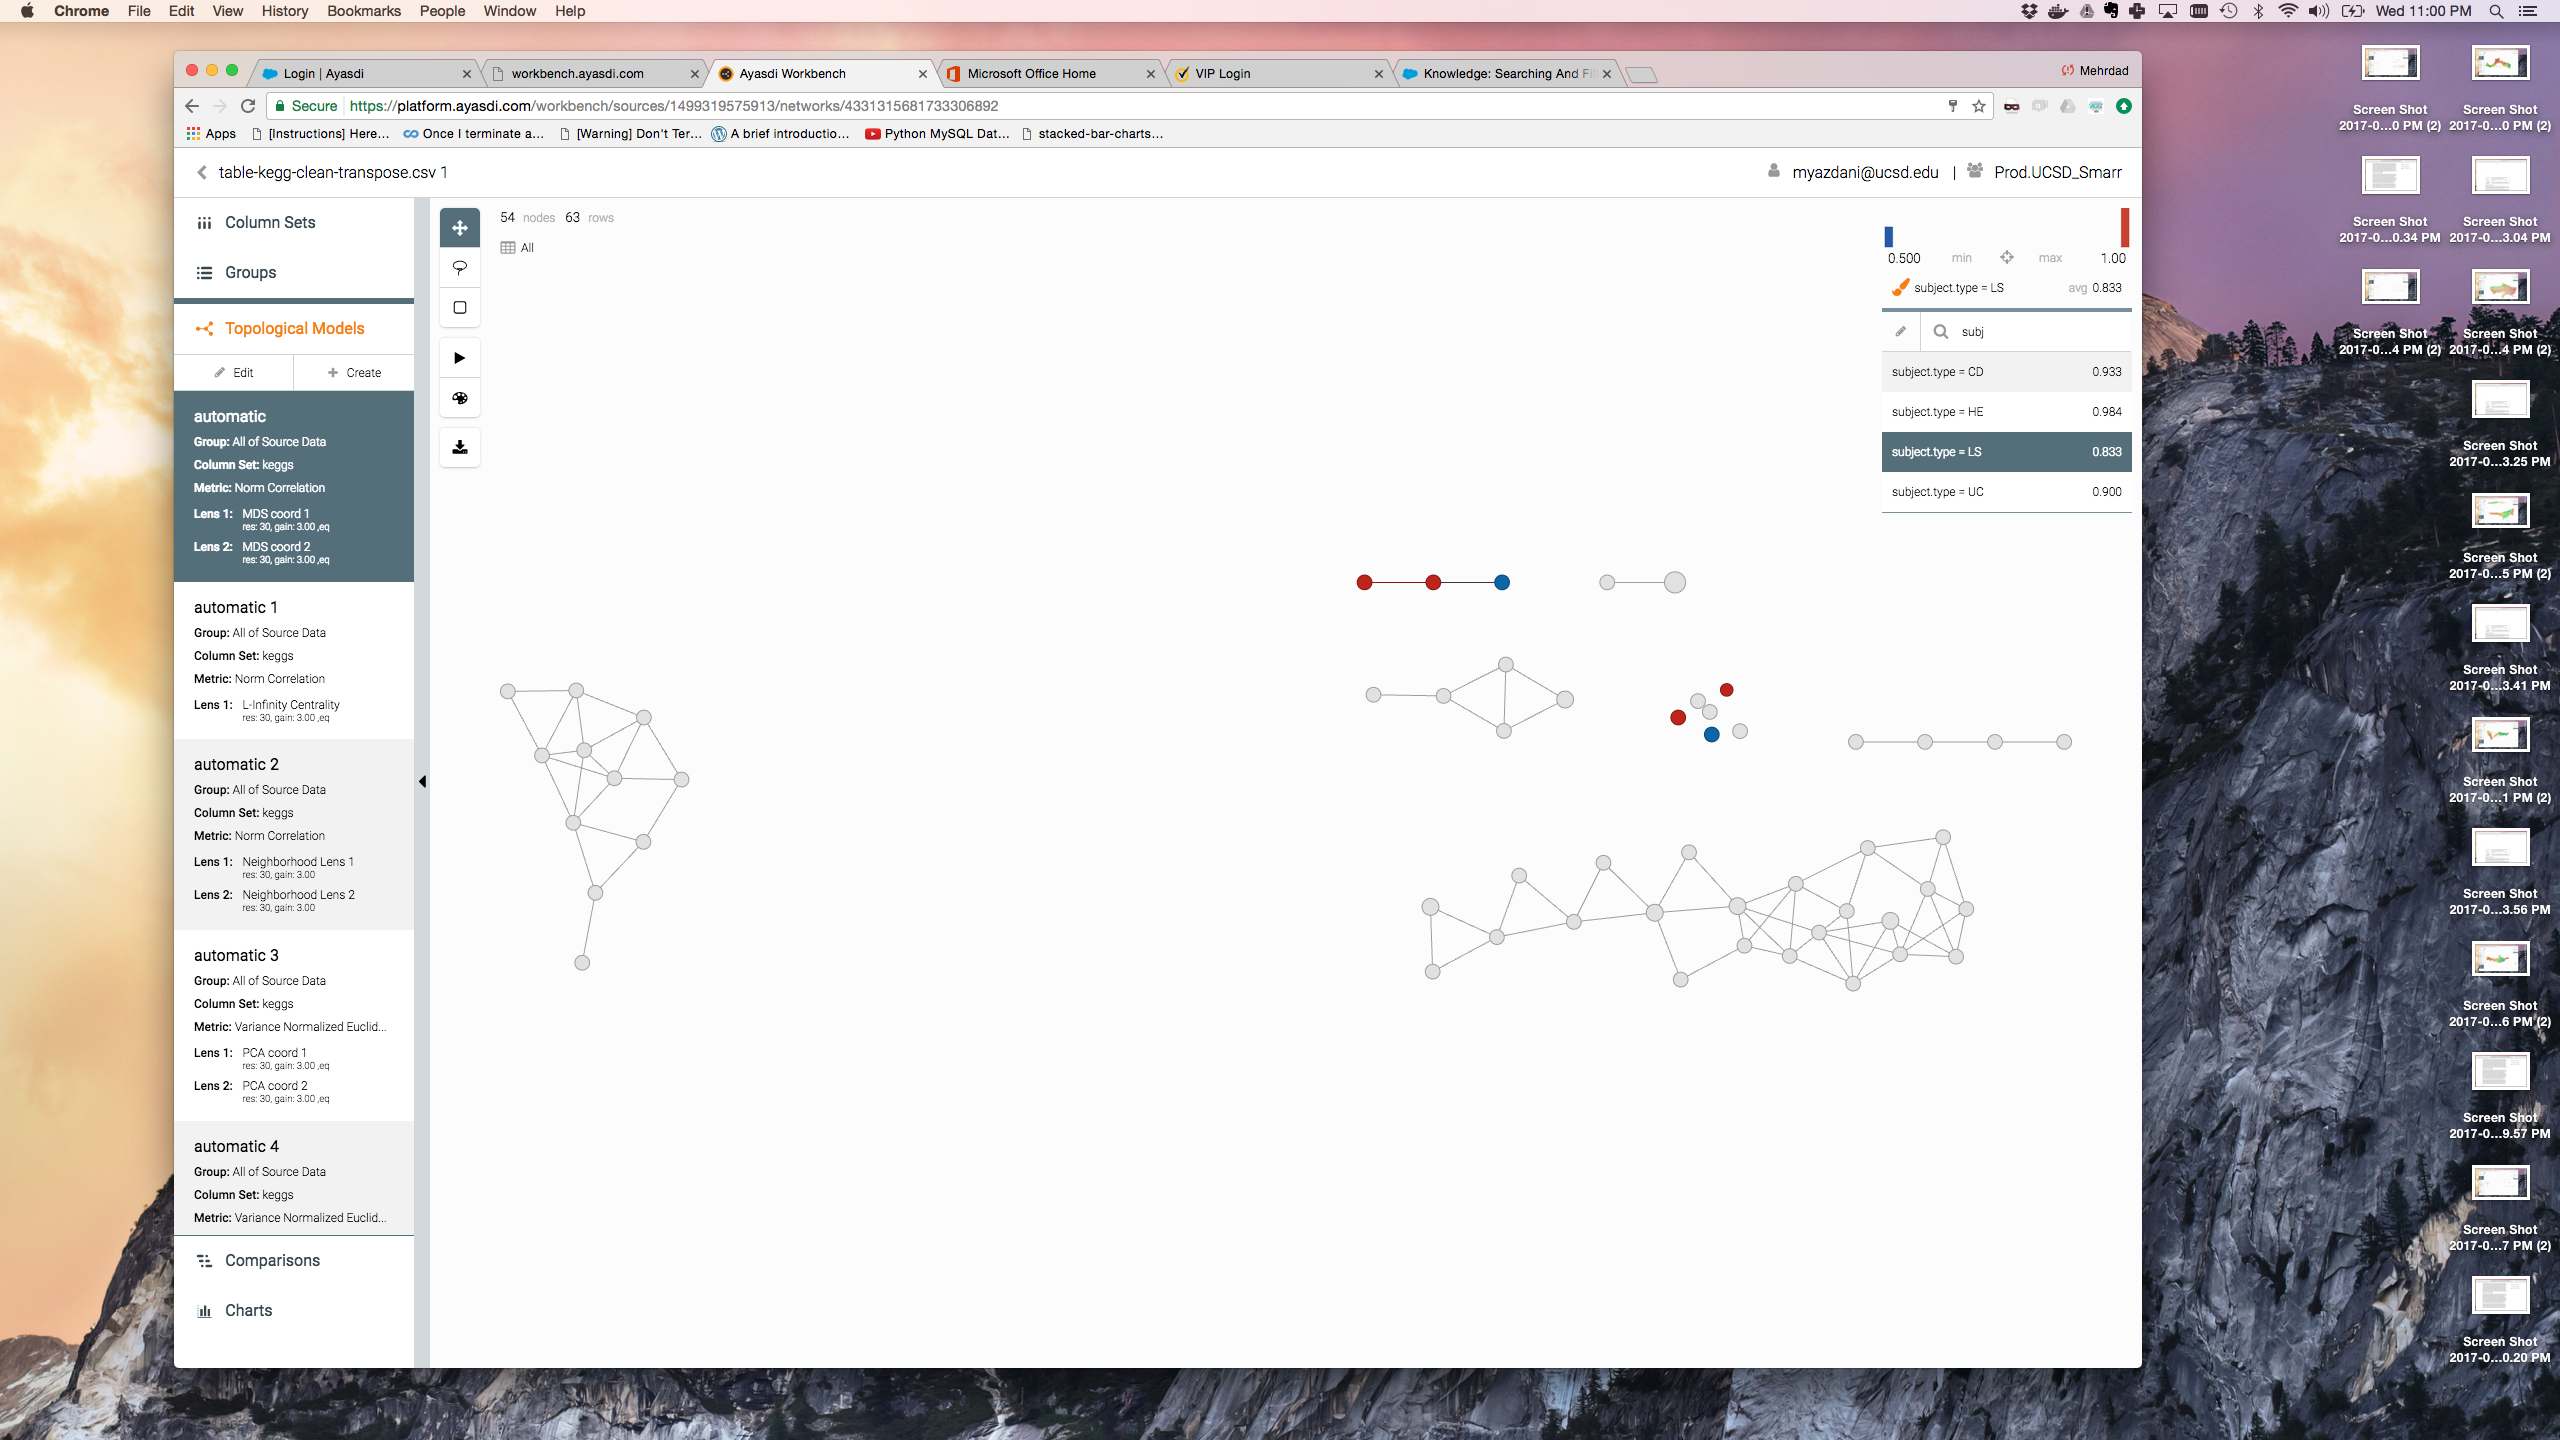 Chrome File Edit View History Bookmarks People Window Help
Wed 11:00 PM
Login | Ayasdi
workbench.ayasdi.com
Ayasdi Workbench
Microsoft Office Home
VIP Login
Knowledge: Searching And Fi
Mehrdad
Secure https://platform.ayasdi.com/workbench/sources/1499319575913/networks/4331315681733306892
Apps [Instructions] Here... Once I terminate a... [Warning] Don't Ter... A brief introductio... Python MySQL Dat... stacked-bar-charts...
table-kegg-clean-transpose.csv 1
myazdani@ucsd.edu | Prod.UCSD_Smarr
Column Sets
Groups
Topological Models
Edit Create
automatic
Group: All of Source Data
Column Set: keggs
Metric: Norm Correlation
Lens 1: MDS coord 1
res: 30, gain: 3.00 ,eq
Lens 2: MDS coord 2
res: 30, gain: 3.00 ,eq
automatic 1
Group: All of Source Data
Column Set: keggs
Metric: Norm Correlation
Lens 1: L-Infinity Centrality
res: 30, gain: 3.00 ,eq
automatic 2
Group: All of Source Data
Column Set: keggs
Metric: Norm Correlation
Lens 1: Neighborhood Lens 1
res: 30, gain: 3.00
Lens 2: Neighborhood Lens 2
res: 30, gain: 3.00
automatic 3
Group: All of Source Data
Column Set: keggs
Metric: Variance Normalized Euclid...
Lens 1: PCA coord 1
res: 30, gain: 3.00 ,eq
Lens 2: PCA coord 2
res: 30, gain: 3.00 ,eq
automatic 4
Group: All of Source Data
Column Set: keggs
Metric: Variance Normalized Euclid...
Comparisons
Charts
54 nodes 63 rows
All
0.500 min max 1.00
subject.type = LS avg 0.833
subj
subject.type = CD 0.933
subject.type = HE 0.984
subject.type = LS 0.833
subject.type = UC 0.900
Screen Shot
2017-0...0 PM (2)
Screen Shot
2017-0...0 PM (2)
Screen Shot
2017-0...0.34 PM
Screen Shot
2017-0...3.04 PM
Screen Shot
2017-0...4 PM (2)
Screen Shot
2017-0...4 PM (2)
Screen Shot
2017-0...3.25 PM
Screen Shot
2017-0...5 PM (2)
Screen Shot
2017-0...3.41 PM
Screen Shot
2017-0...1 PM (2)
Screen Shot
2017-0...3.56 PM
Screen Shot
2017-0...6 PM (2)
Screen Shot
2017-0...9.57 PM
Screen Shot
2017-0...7 PM (2)
Screen Shot
2017-0...0.20 PM